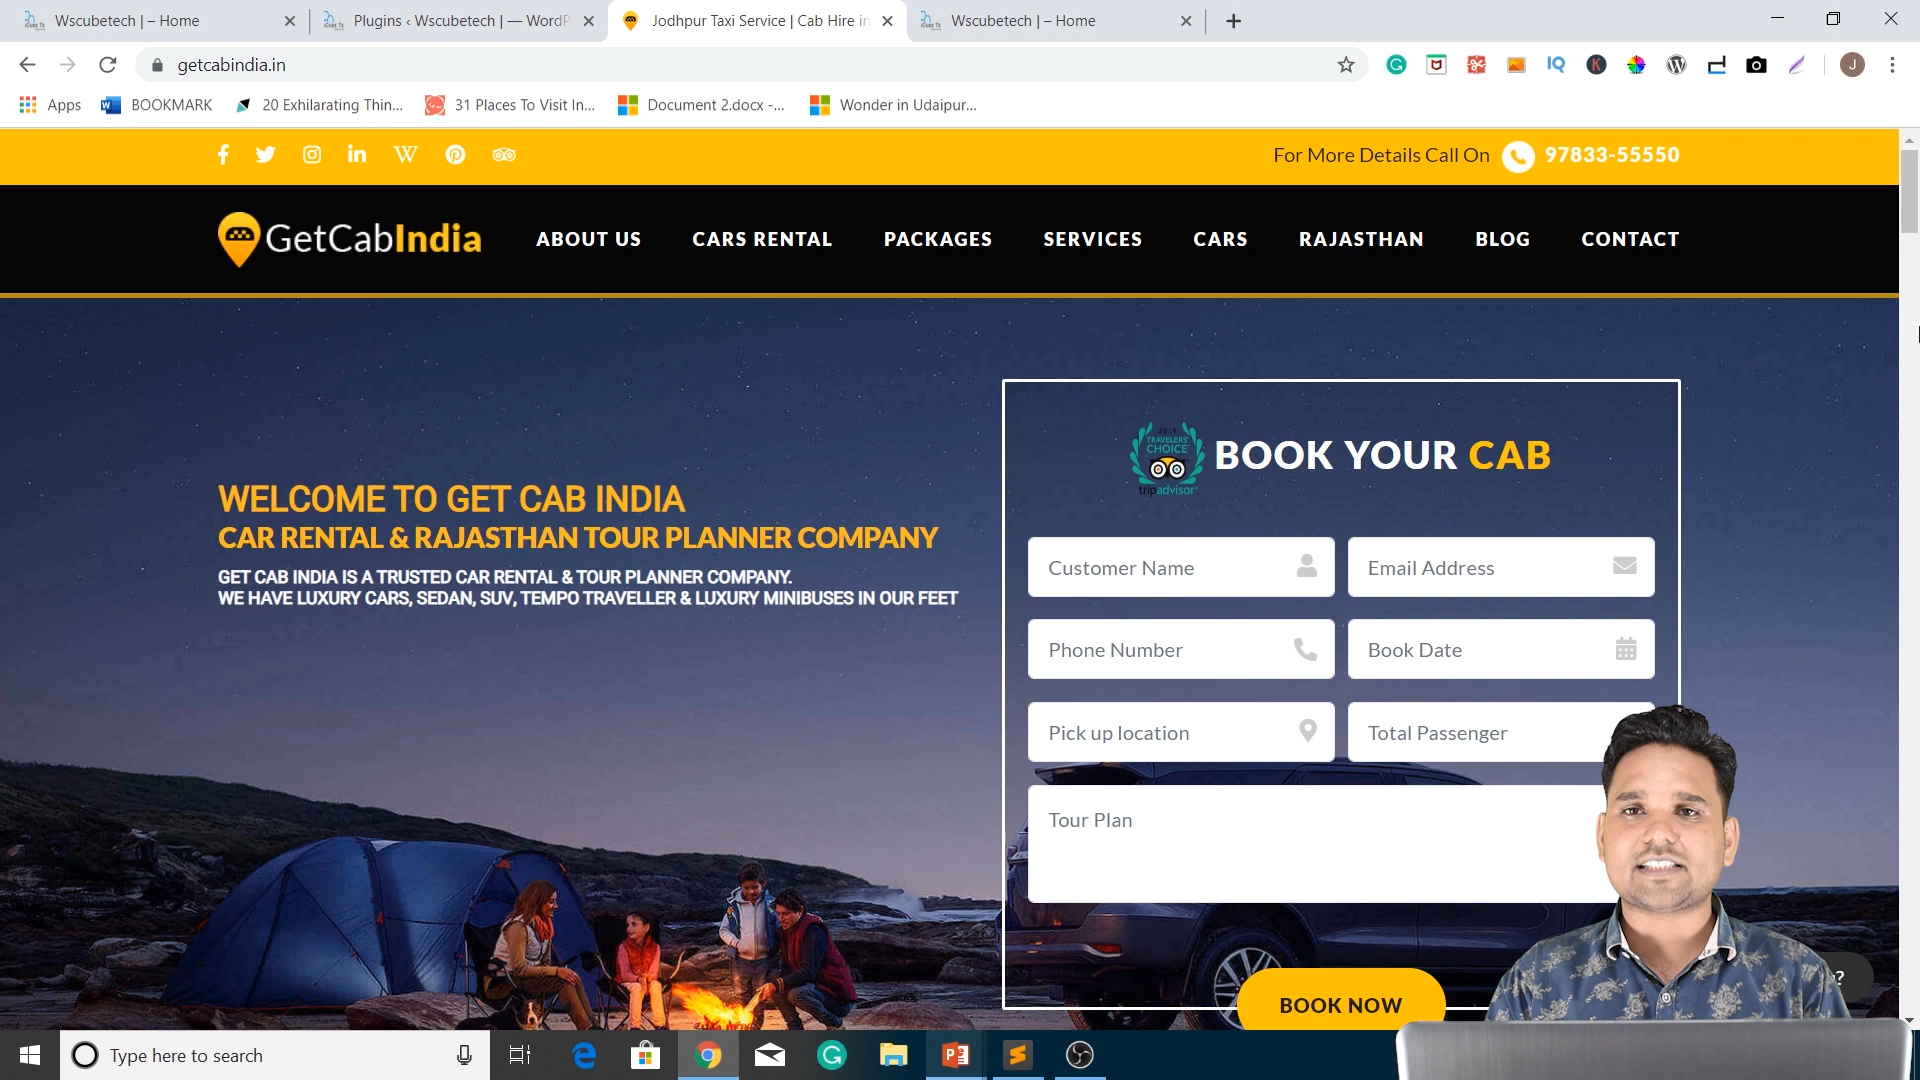 Wscubetech | – Home
Plugins ‹ Wscubetech | — WordP
Jodhpur Taxi Service | Cab Hire in
Wscubetech | – Home
getcabindia.in
Apps
BOOKMARK
20 Exhilarating Thin...
31 Places To Visit In...
Document 2.docx -...
Wonder in Udaipur...
For More Details Call On 97833-55550
GetCabIndia
ABOUT US
CARS RENTAL
PACKAGES
SERVICES
CARS
RAJASTHAN
BLOG
CONTACT
WELCOME TO GET CAB INDIA
CAR RENTAL & RAJASTHAN TOUR PLANNER COMPANY
GET CAB INDIA IS A TRUSTED CAR RENTAL & TOUR PLANNER COMPANY.
WE HAVE LUXURY CARS, SEDAN, SUV, TEMPO TRAVELLER & LUXURY MINIBUSES IN OUR FEET
2019
TRAVELERS'
CHOICE
tripadvisor
BOOK YOUR CAB
Customer Name
Email Address
Phone Number
Book Date
Pick up location
Total Passenger
Tour Plan
BOOK NOW
?
Type here to search